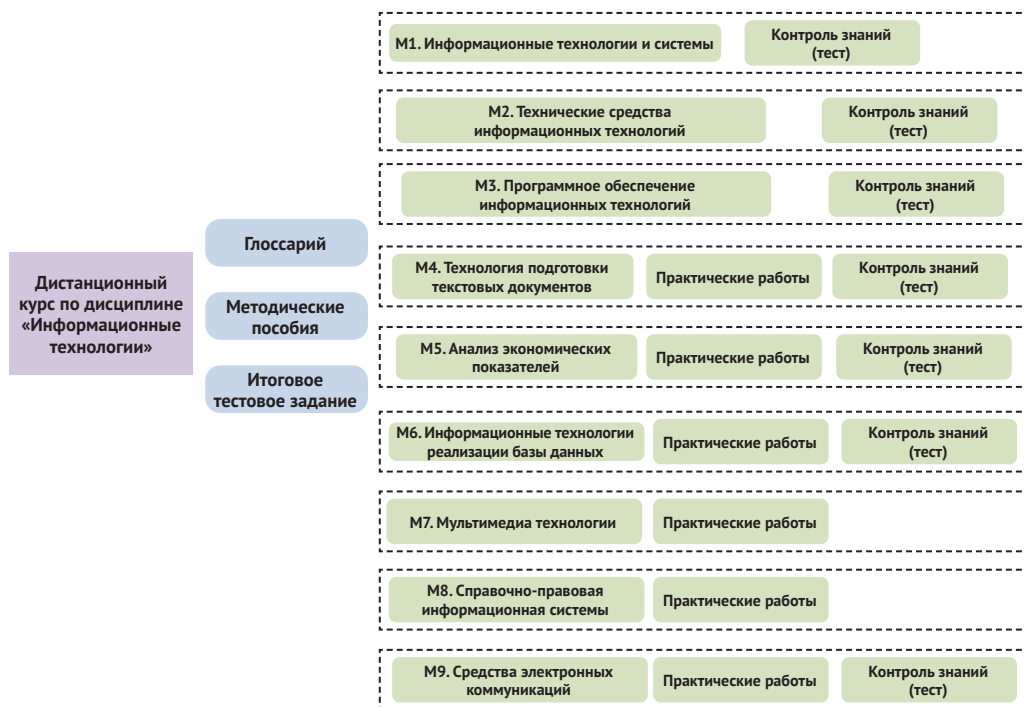 Дистанционный
курс по дисциплине
«Информационные
технологии»
Глоссарий
Методические
пособия
Итоговое
тестовое задание
М1. Информационные технологии и системы
Контроль знаний
(тест)
М2. Технические средства
информационных технологий
Контроль знаний
(тест)
М3. Программное обеспечение
информационных технологий
Контроль знаний
(тест)
М4. Технология подготовки
текстовых документов
Практические работы
Контроль знаний
(тест)
М5. Анализ экономических
показателей
Практические работы
Контроль знаний
(тест)
М6. Информационные технологии
реализации базы данных
Практические работы
Контроль знаний
(тест)
М7. Мультимедиа технологии
Практические работы
М8. Справочно-правовая
информационная системы
Практические работы
М9. Средства электронных
коммуникаций
Практические работы
Контроль знаний
(тест)